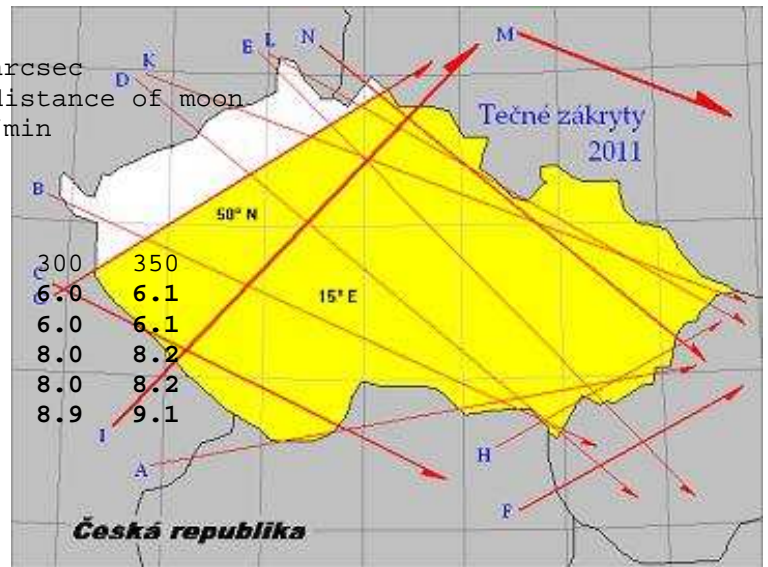 L
N
M
E
K
arcsec
D
distance of moon
/min
Tečné zákryty
2011
B
50° N
300 350
C
6.0 6.1
G
15° E
6.0 6.1
8.0 8.2
8.0 8.2
8.9 9.1
I
H
A
F
Česká republika